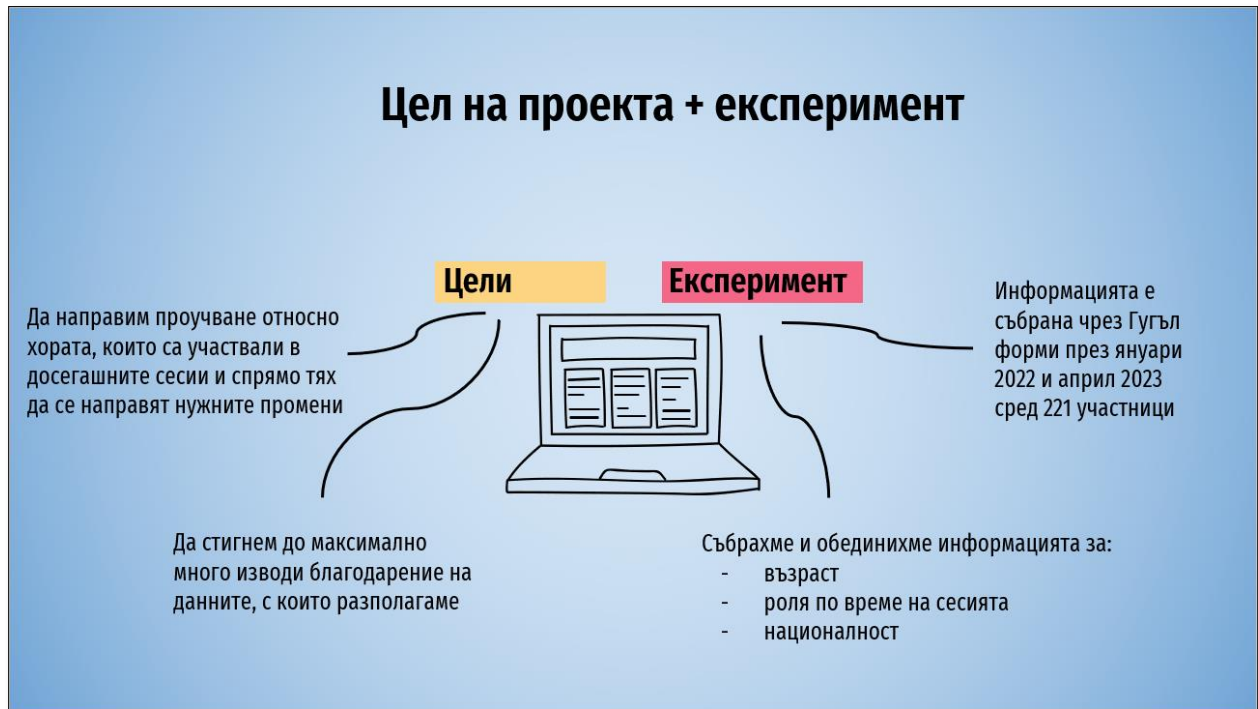 Цел на проекта + експеримент
Цели
Да направим проучване относно
хората, които са участвали в
досегашните сесии и спрямо тях
да се направят нужните промени
Да стигнем до максимално
много изводи благодарение на
данните, с които разполагаме
Експеримент
Информацията е
събрана чрез Гугъл
форми през януари
2022 и април 2023
сред 221 участници
Събрахме и обединихме информацията за:
- възраст
- роля по време на сесията
- националност